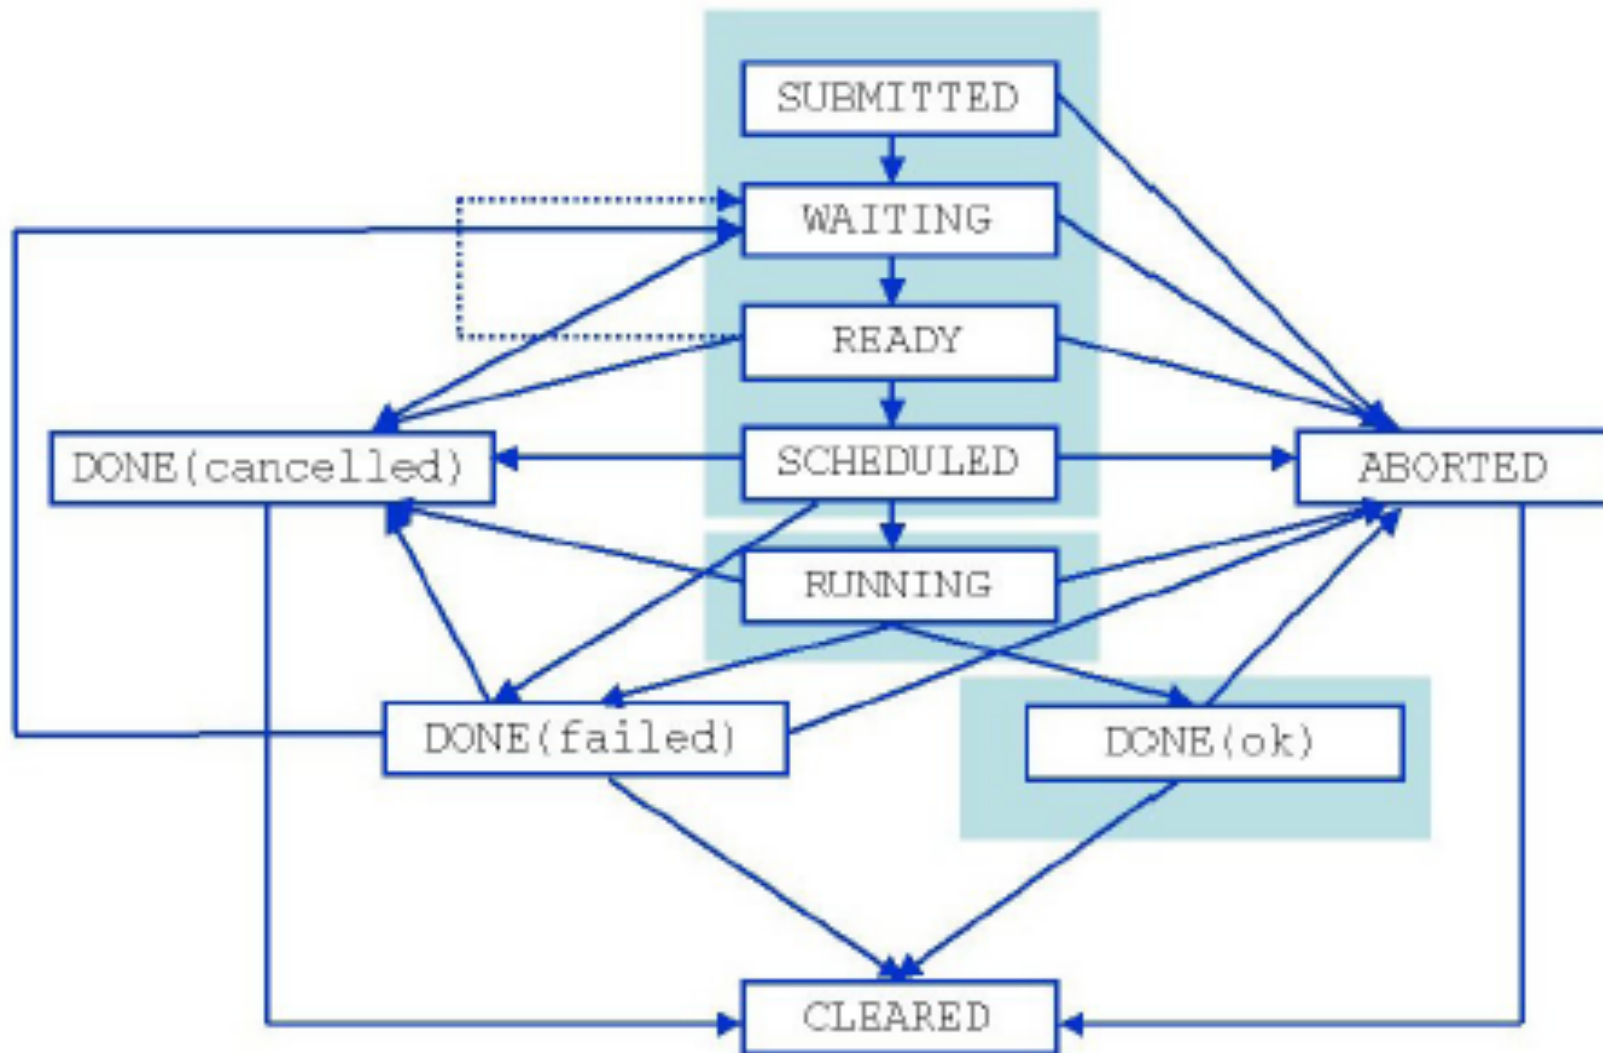 SUBMITTED
WAITING
READY
DONE(cancelled)
SCHEDULED
ABORTED
RUNNING
DONE(failed)
DONE(ok)
CLEARED